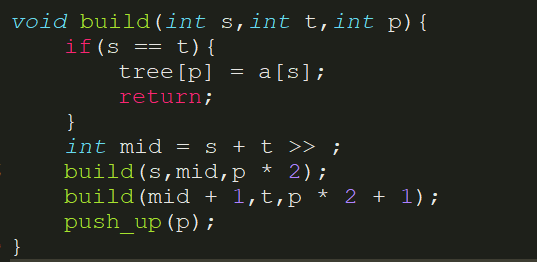 void build(int s,int t,int p){
if(s == t){
tree[p] = a[s];
return;
}
int mid = s + t >> ;
build(s,mid,p * 2);
build(mid + 1,t,p * 2 + 1);
push_up(p);
}